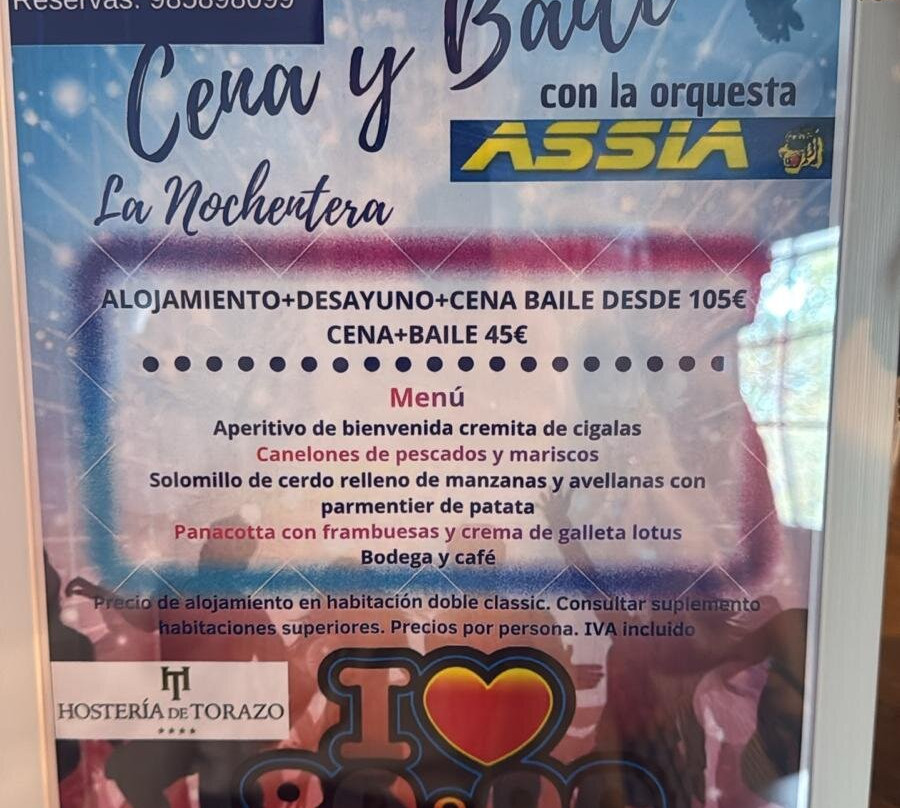 Reservas: 985898099
Cena y Baile
con la orquesta
ASSIA
La Nochentera
ALOJAMIENTO+DESAYUNO+CENA BAILE DESDE 105€
CENA+BAILE 45€
Menú
Aperitivo de bienvenida cremita de cigalas
Canelones de pescados y mariscos
Solomillo de cerdo relleno de manzanas y avellanas con
parmentier de patata
Panacotta con frambuesas y crema de galleta lotus
Bodega y café
Precio de alojamiento en habitación doble classic. Consultar suplemento
habitaciones superiores. Precios por persona. IVA incluido
HOSTERÍA DE TORAZO
I